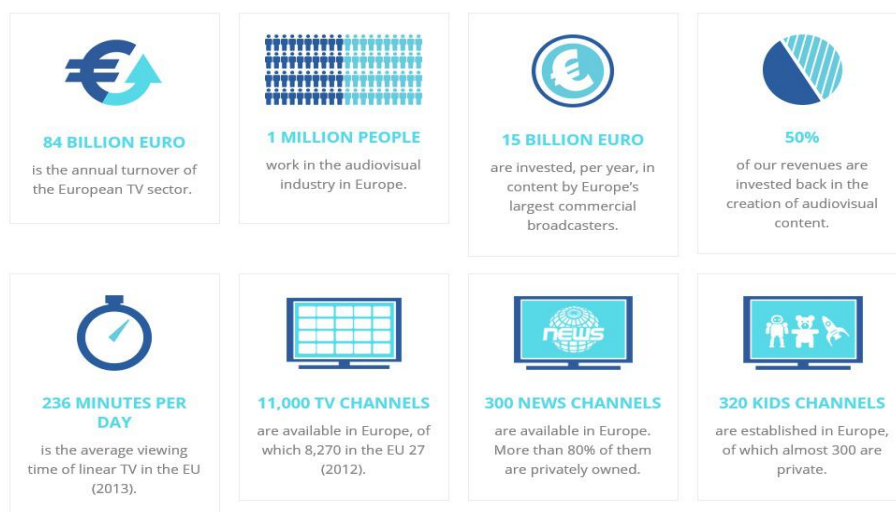 84 BILLION EURO
is the annual turnover of
the European TV sector.
1 MILLION PEOPLE
work in the audiovisual
industry in Europe.
15 BILLION EURO
are invested, per year, in
content by Europe's
largest commercial
broadcasters.
50%
of our revenues are
invested back in the
creation of audiovisual
content.
236 MINUTES PER
DAY
is the average viewing
time of linear TV in the EU
(2013).
11,000 TV CHANNELS
are available in Europe, of
which 8,270 in the EU 27
(2012).
NEWS
300 NEWS CHANNELS
are available in Europe.
More than 80% of them
are privately owned.
320 KIDS CHANNELS
are established in Europe,
of which almost 300 are
private.